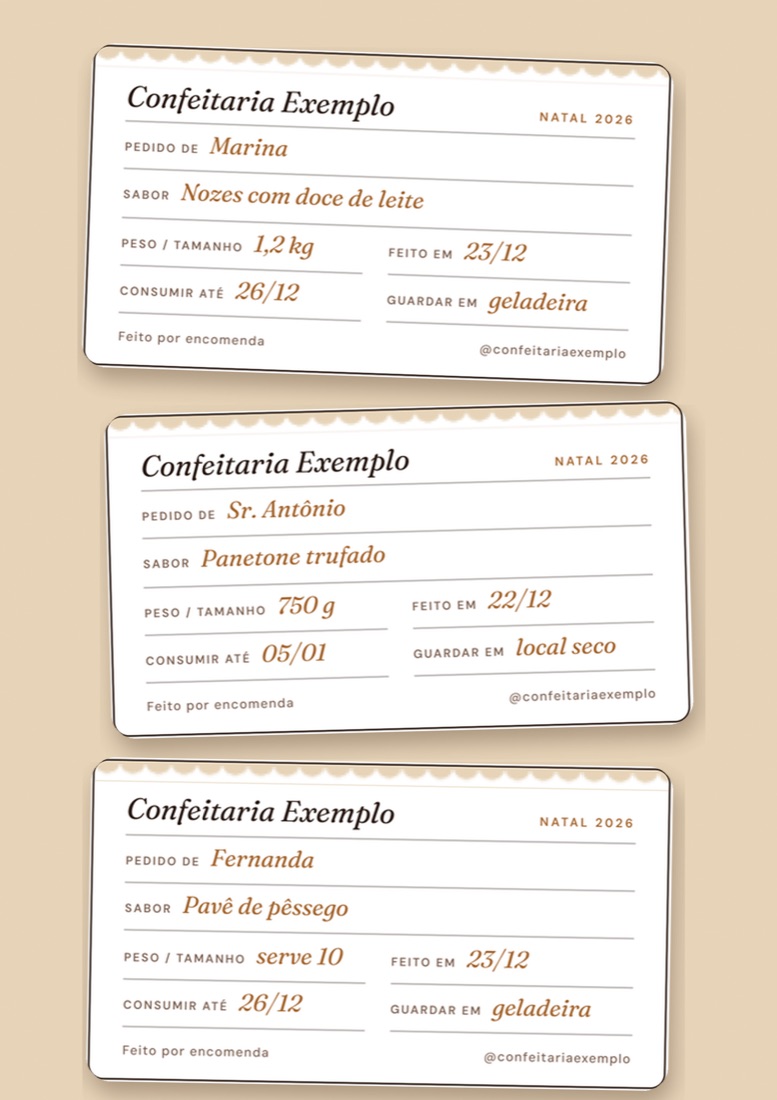 Confeitaria Exemplo NATAL 2026
PEDIDO DE Marina
SABOR Nozes com doce de leite
PESO / TAMANHO 1,2 kg FEITO EM 23/12
CONSUMIR ATÉ 26/12 GUARDAR EM geladeira
Feito por encomenda @confeitariaexemplo
Confeitaria Exemplo NATAL 2026
PEDIDO DE Sr. Antônio
SABOR Panetone trufado
PESO / TAMANHO 750 g FEITO EM 22/12
CONSUMIR ATÉ 05/01 GUARDAR EM local seco
Feito por encomenda @confeitariaexemplo
Confeitaria Exemplo NATAL 2026
PEDIDO DE Fernanda
SABOR Pavê de pêssego
PESO / TAMANHO serve 10 FEITO EM 23/12
CONSUMIR ATÉ 26/12 GUARDAR EM geladeira
Feito por encomenda @confeitariaexemplo